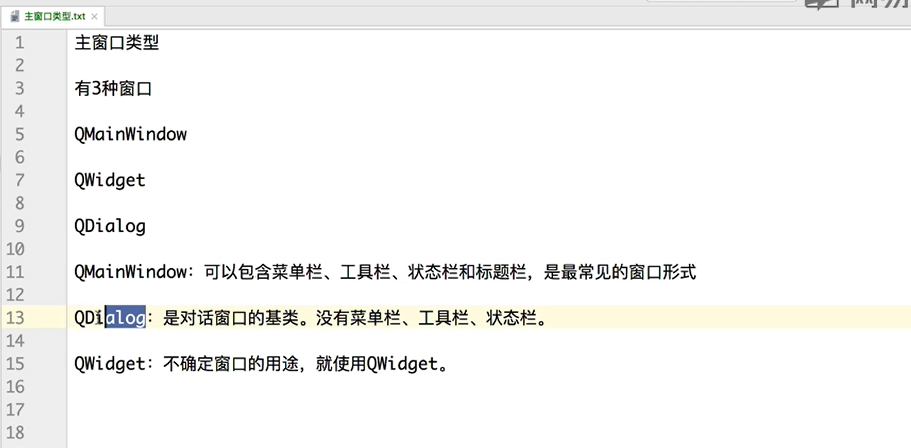 主窗口类型.txt
1 主窗口类型
2
3 有3种窗口
4
5 QMainWindow
6
7 QWidget
8
9 QDialog
10
11 QMainWindow：可以包含菜单栏、工具栏、状态栏和标题栏，是最常见的窗口形式
12
13 QDialog：是对话窗口的基类。没有菜单栏、工具栏、状态栏。
14
15 QWidget：不确定窗口的用途，就使用QWidget。
16
17
18